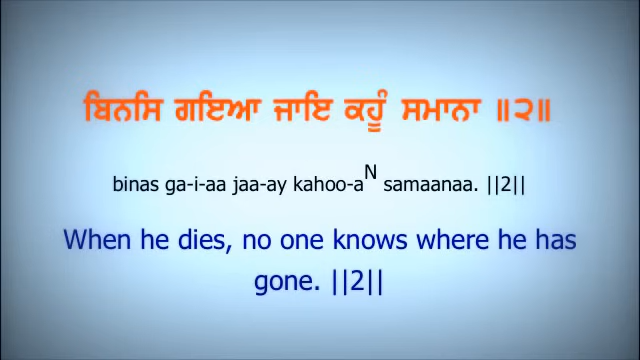 ਬਿਨਸਿ ਗਇਆ ਜਾਇ ਕਹੂੰ ਸਮਾਨਾ ॥੨॥
binas ga-i-aa jaa-ay kahoo-aN samaanaa. ||2||
When he dies, no one knows where he has
gone. ||2||